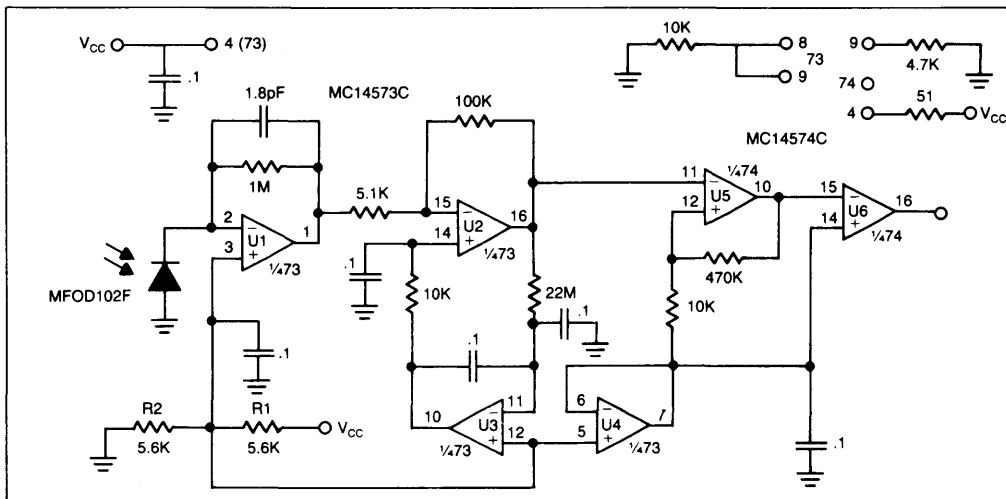 V_CC 4 (73)
.1
10K
8
73
9
9
4.7K
74
51
4
V_CC
1.8pF
MC14573C
100K
MC14574C
1M
5.1K
2
3
U1
1
¼73
15
14
U2
16
¼73
11
12
¼74
U5
10
15
14
U6
16
¼74
470K
MFOD102F
.1
10K
22M
.1
10K
.1
.1
R2
5.6K
R1
5.6K
V_CC
10
U3
11
12
¼73
6
5
U4
7
¼73
.1